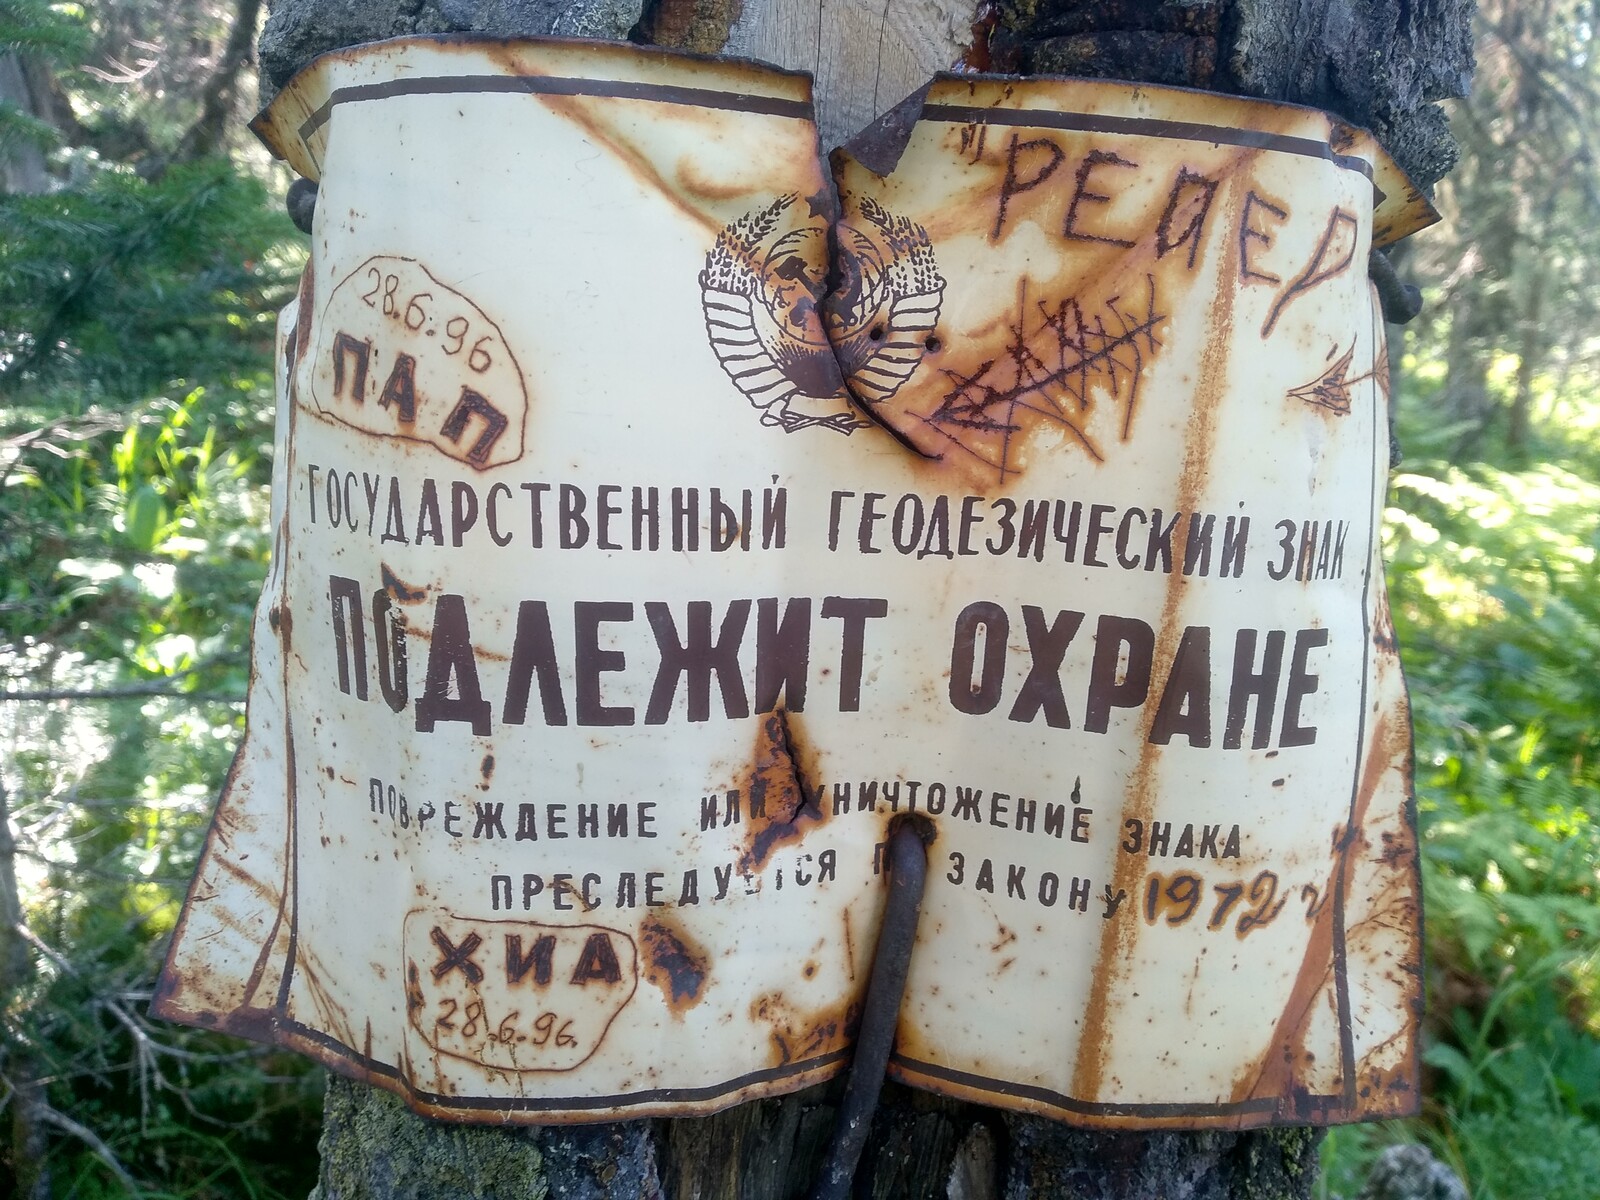 "РЕПЕР
28.6.96
ПАП
ГОСУДАРСТВЕННЫЙ ГЕОДЕЗИЧЕСКИЙ ЗНАК
ПОДЛЕЖИТ ОХРАНЕ
ПОВРЕЖДЕНИЕ ИЛИ УНИЧТОЖЕНИЕ ЗНАКА
ПРЕСЛЕДУЕТСЯ ПО ЗАКОНУ 1972 г
ХИД
28.6.96.